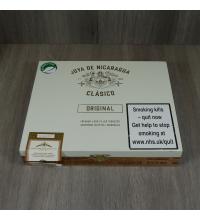 JOYA DE NICARAGUA
CLÁSICO
ORIGINAL
Smoking kills
- quit now
Get help to stop
smoking at
www.nhs.uk/quit